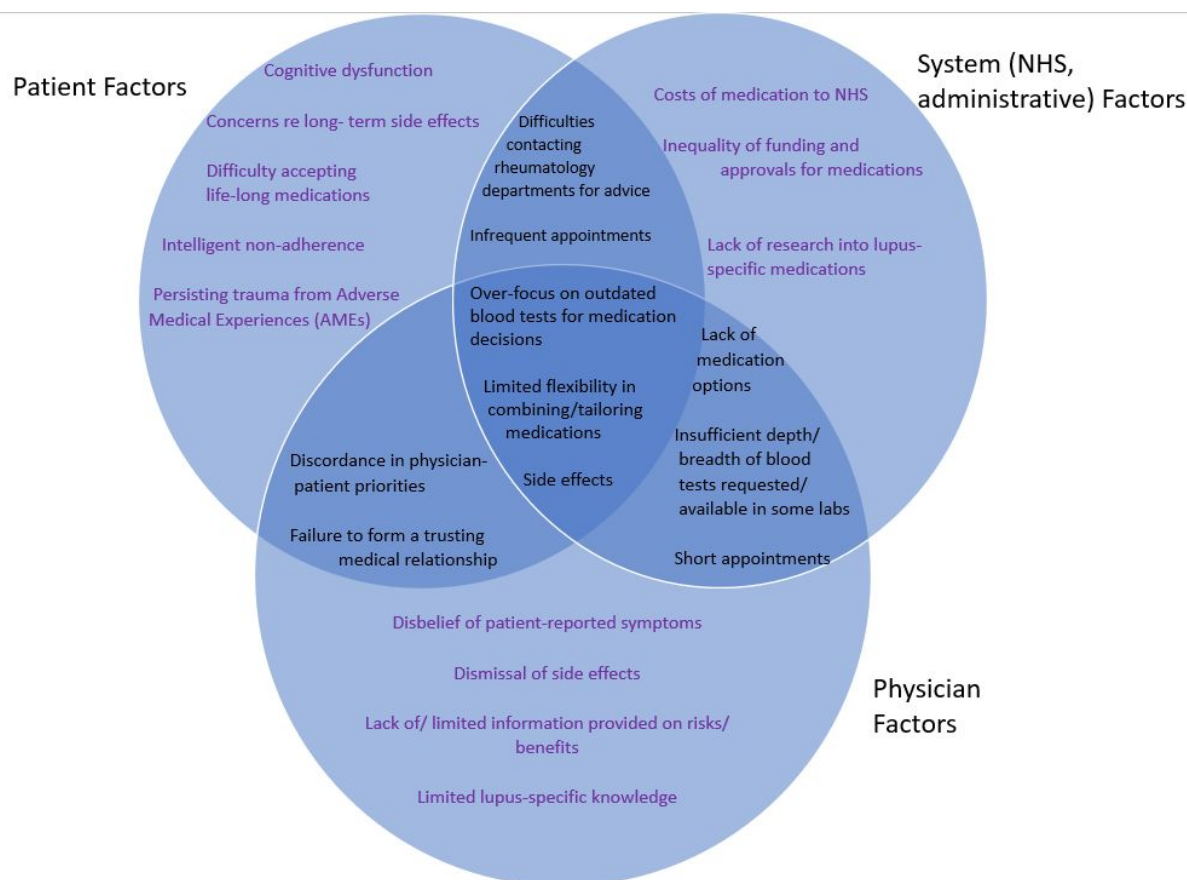 Patient Factors
Cognitive dysfunction
Concerns re long- term side effects
Difficulty accepting
life-long medications
Intelligent non-adherence
Persisting trauma from Adverse
Medical Experiences (AMEs)
Difficulties
contacting
rheumatology
departments for advice
Infrequent appointments
System (NHS,
administrative) Factors
Costs of medication to NHS
Inequality of funding and
approvals for medications
Lack of research into lupus-
specific medications
Over-focus on outdated
blood tests for medication
decisions
Limited flexibility in
combining/tailoring
medications
Side effects
Lack of
medication
options
Insufficient depth/
breadth of blood
tests requested/
available in some labs
Short appointments
Discordance in physician-
patient priorities
Failure to form a trusting
medical relationship
Disbelief of patient-reported symptoms
Dismissal of side effects
Lack of/ limited information provided on risks/
benefits
Limited lupus-specific knowledge
Physician
Factors